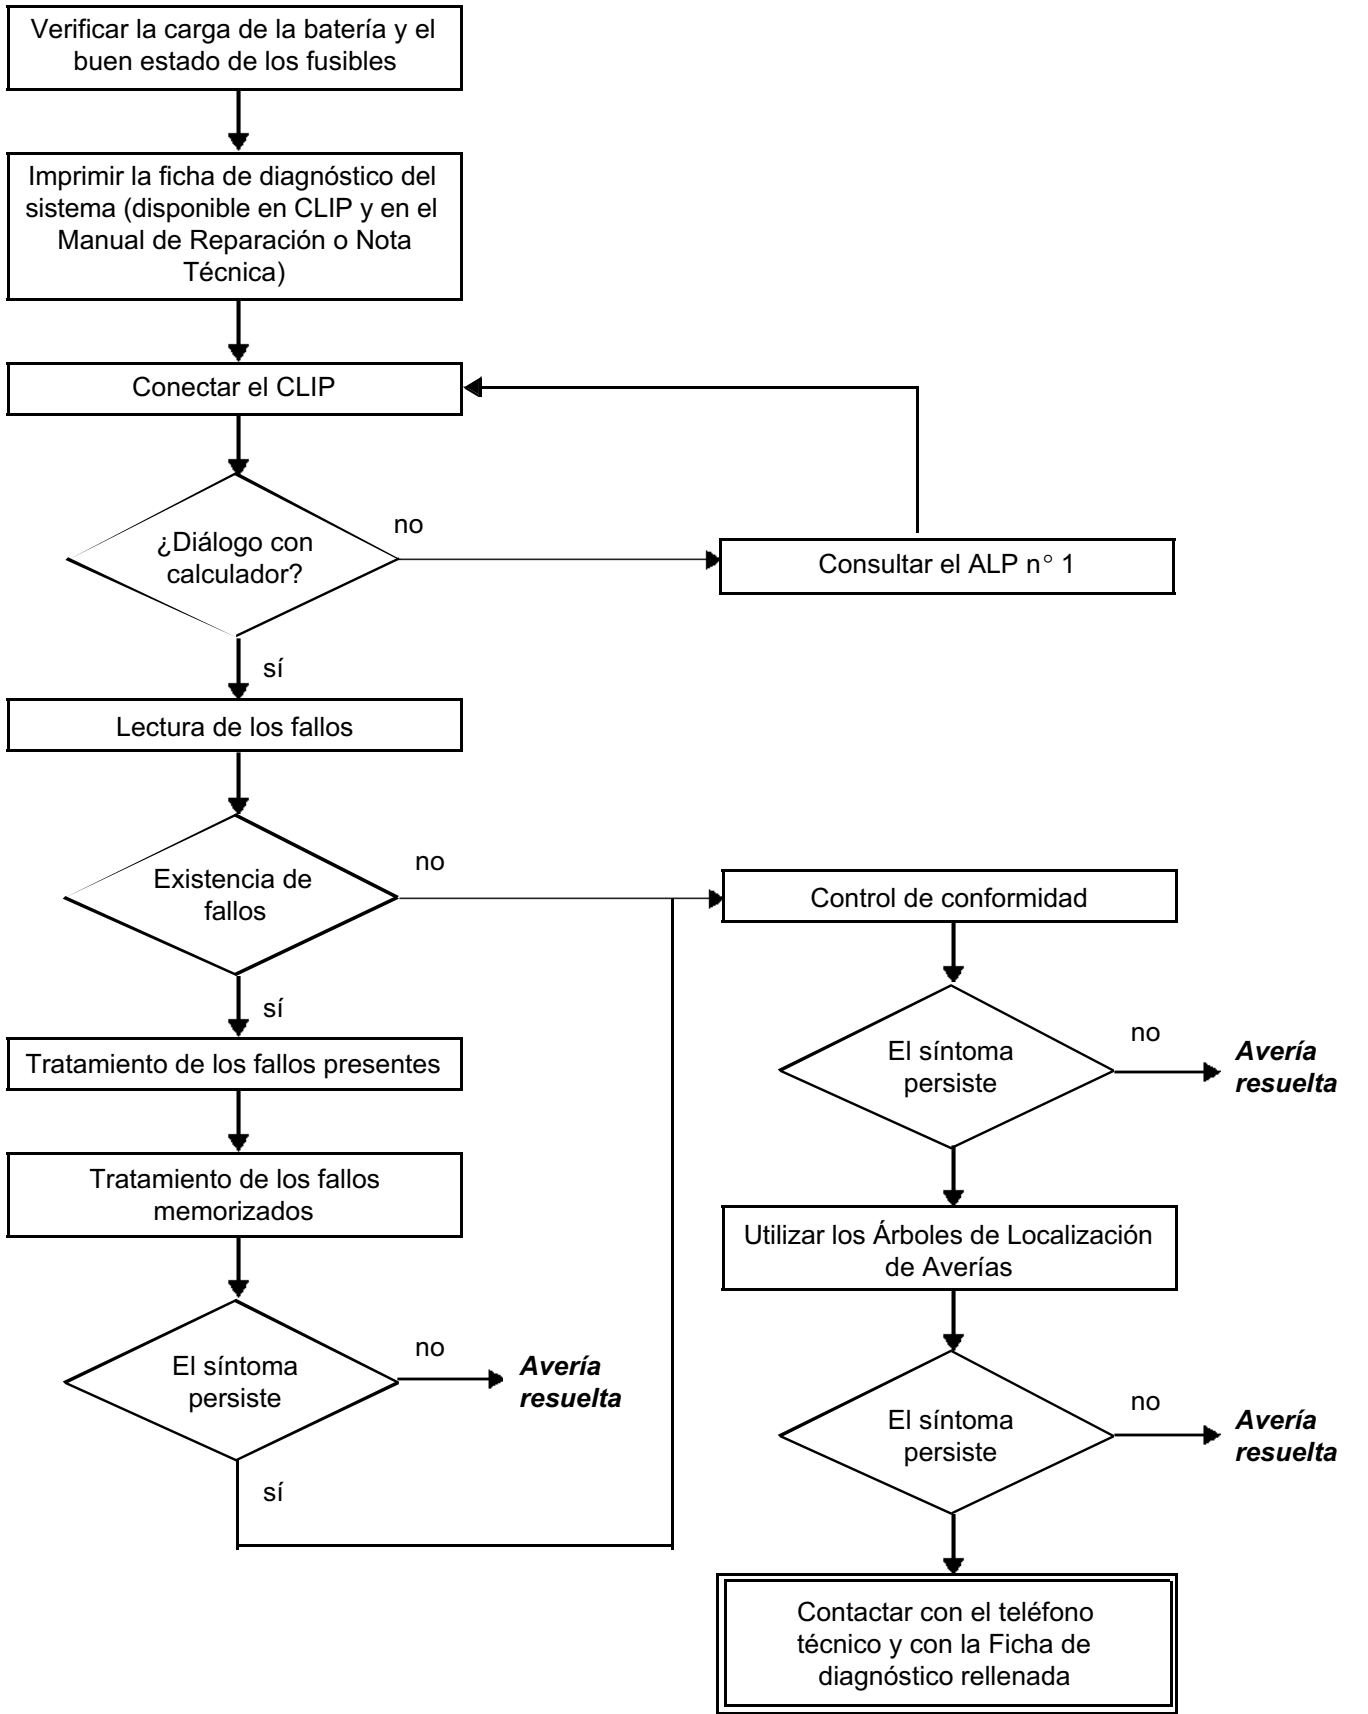 Verificar la carga de la batería y el
buen estado de los fusibles
Imprimir la ficha de diagnóstico del
sistema (disponible en CLIP y en el
Manual de Reparación o Nota
Técnica)
Conectar el CLIP
¿Diálogo con
calculador?
no
Consultar el ALP n° 1
sí
Lectura de los fallos
Existencia de
fallos
no
Control de conformidad
sí
Tratamiento de los fallos presentes
Tratamiento de los fallos
memorizados
El síntoma
persiste
no
Avería
resuelta
sí
El síntoma
persiste
no
Avería
resuelta
Utilizar los Árboles de Localización
de Averías
El síntoma
persiste
no
Avería
resuelta
Contactar con el teléfono
técnico y con la Ficha de
diagnóstico rellenada